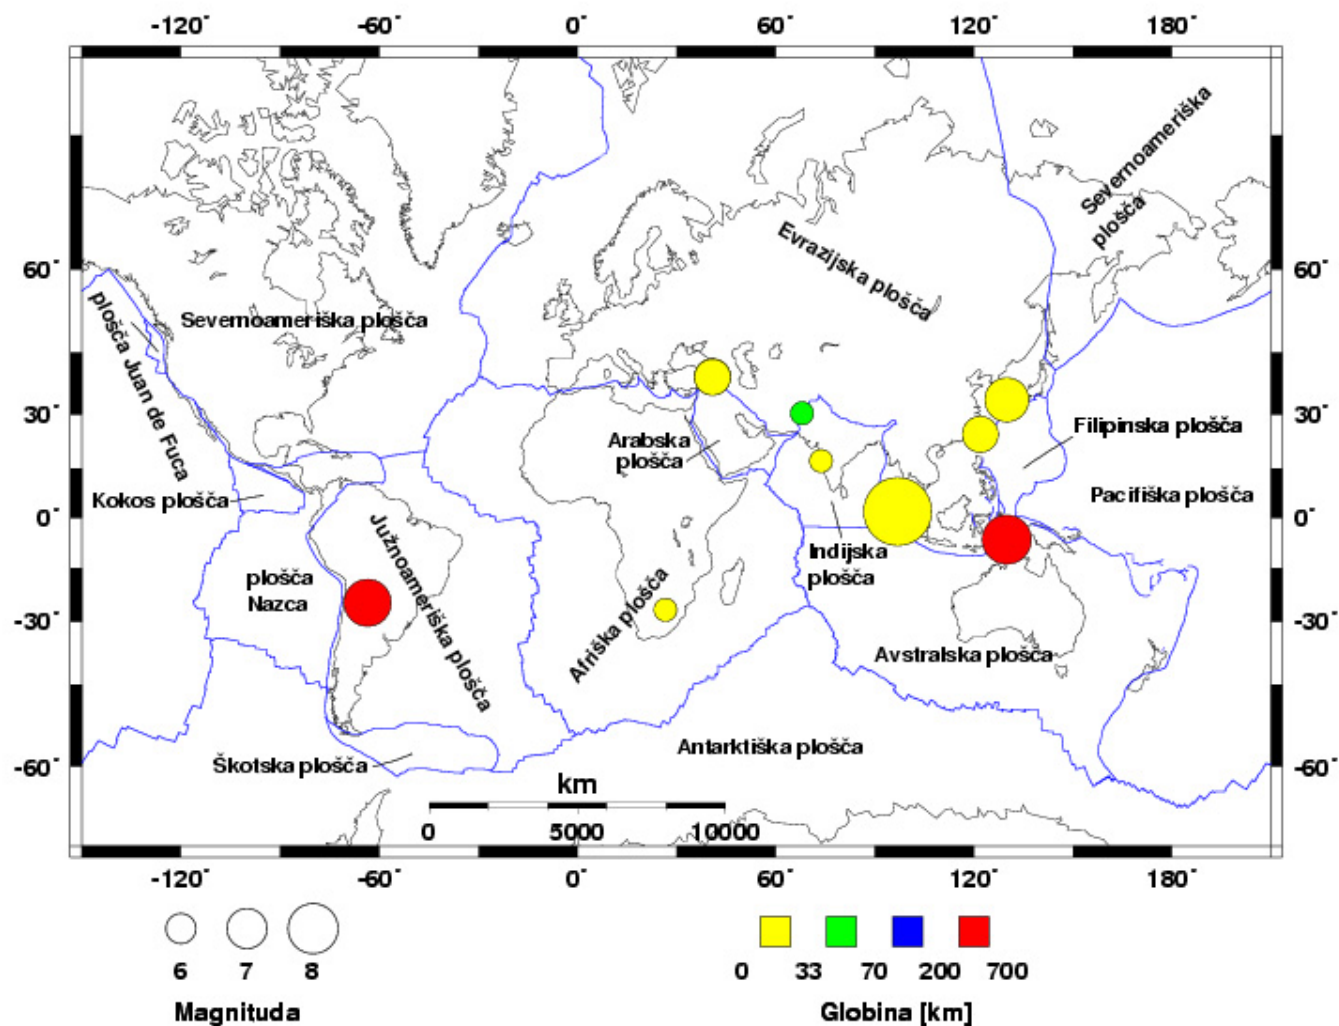 -120° -60° 0° 60° 120° 180°
Severnoameriška
plošča
Evrazijska plošča
60° 60°
plošča Juan de Fuca
Severnoameriška plošča
30° 30°
Filipinska plošča
Arabska
plošča
Kokos plošča
Pacifiška plošča
0° 0°
Južnoameriška plošča
Indijska
plošča
plošča
Nazca
Afriška plošča
-30° -30°
Avstralska plošča
Antarktiška plošča
Škotska plošča
-60° -60°
km
0 5000 10000
-120° -60° 0° 60° 120° 180°
6 7 8
0 33 70 200 700
Magnituda
Globina [km]